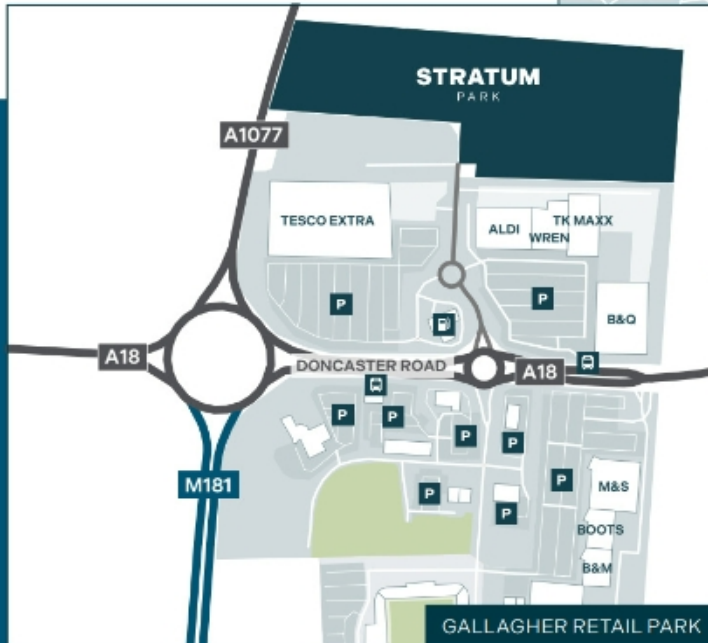 STRATUM
PARK
A1077
TESCO EXTRA
ALDI
TK MAXX
WREN
P
P
B&Q
A18
DONCASTER ROAD
A18
P
P
P
P
M181
P
P
P
M&S
BOOTS
B&M
GALLAGHER RETAIL PARK